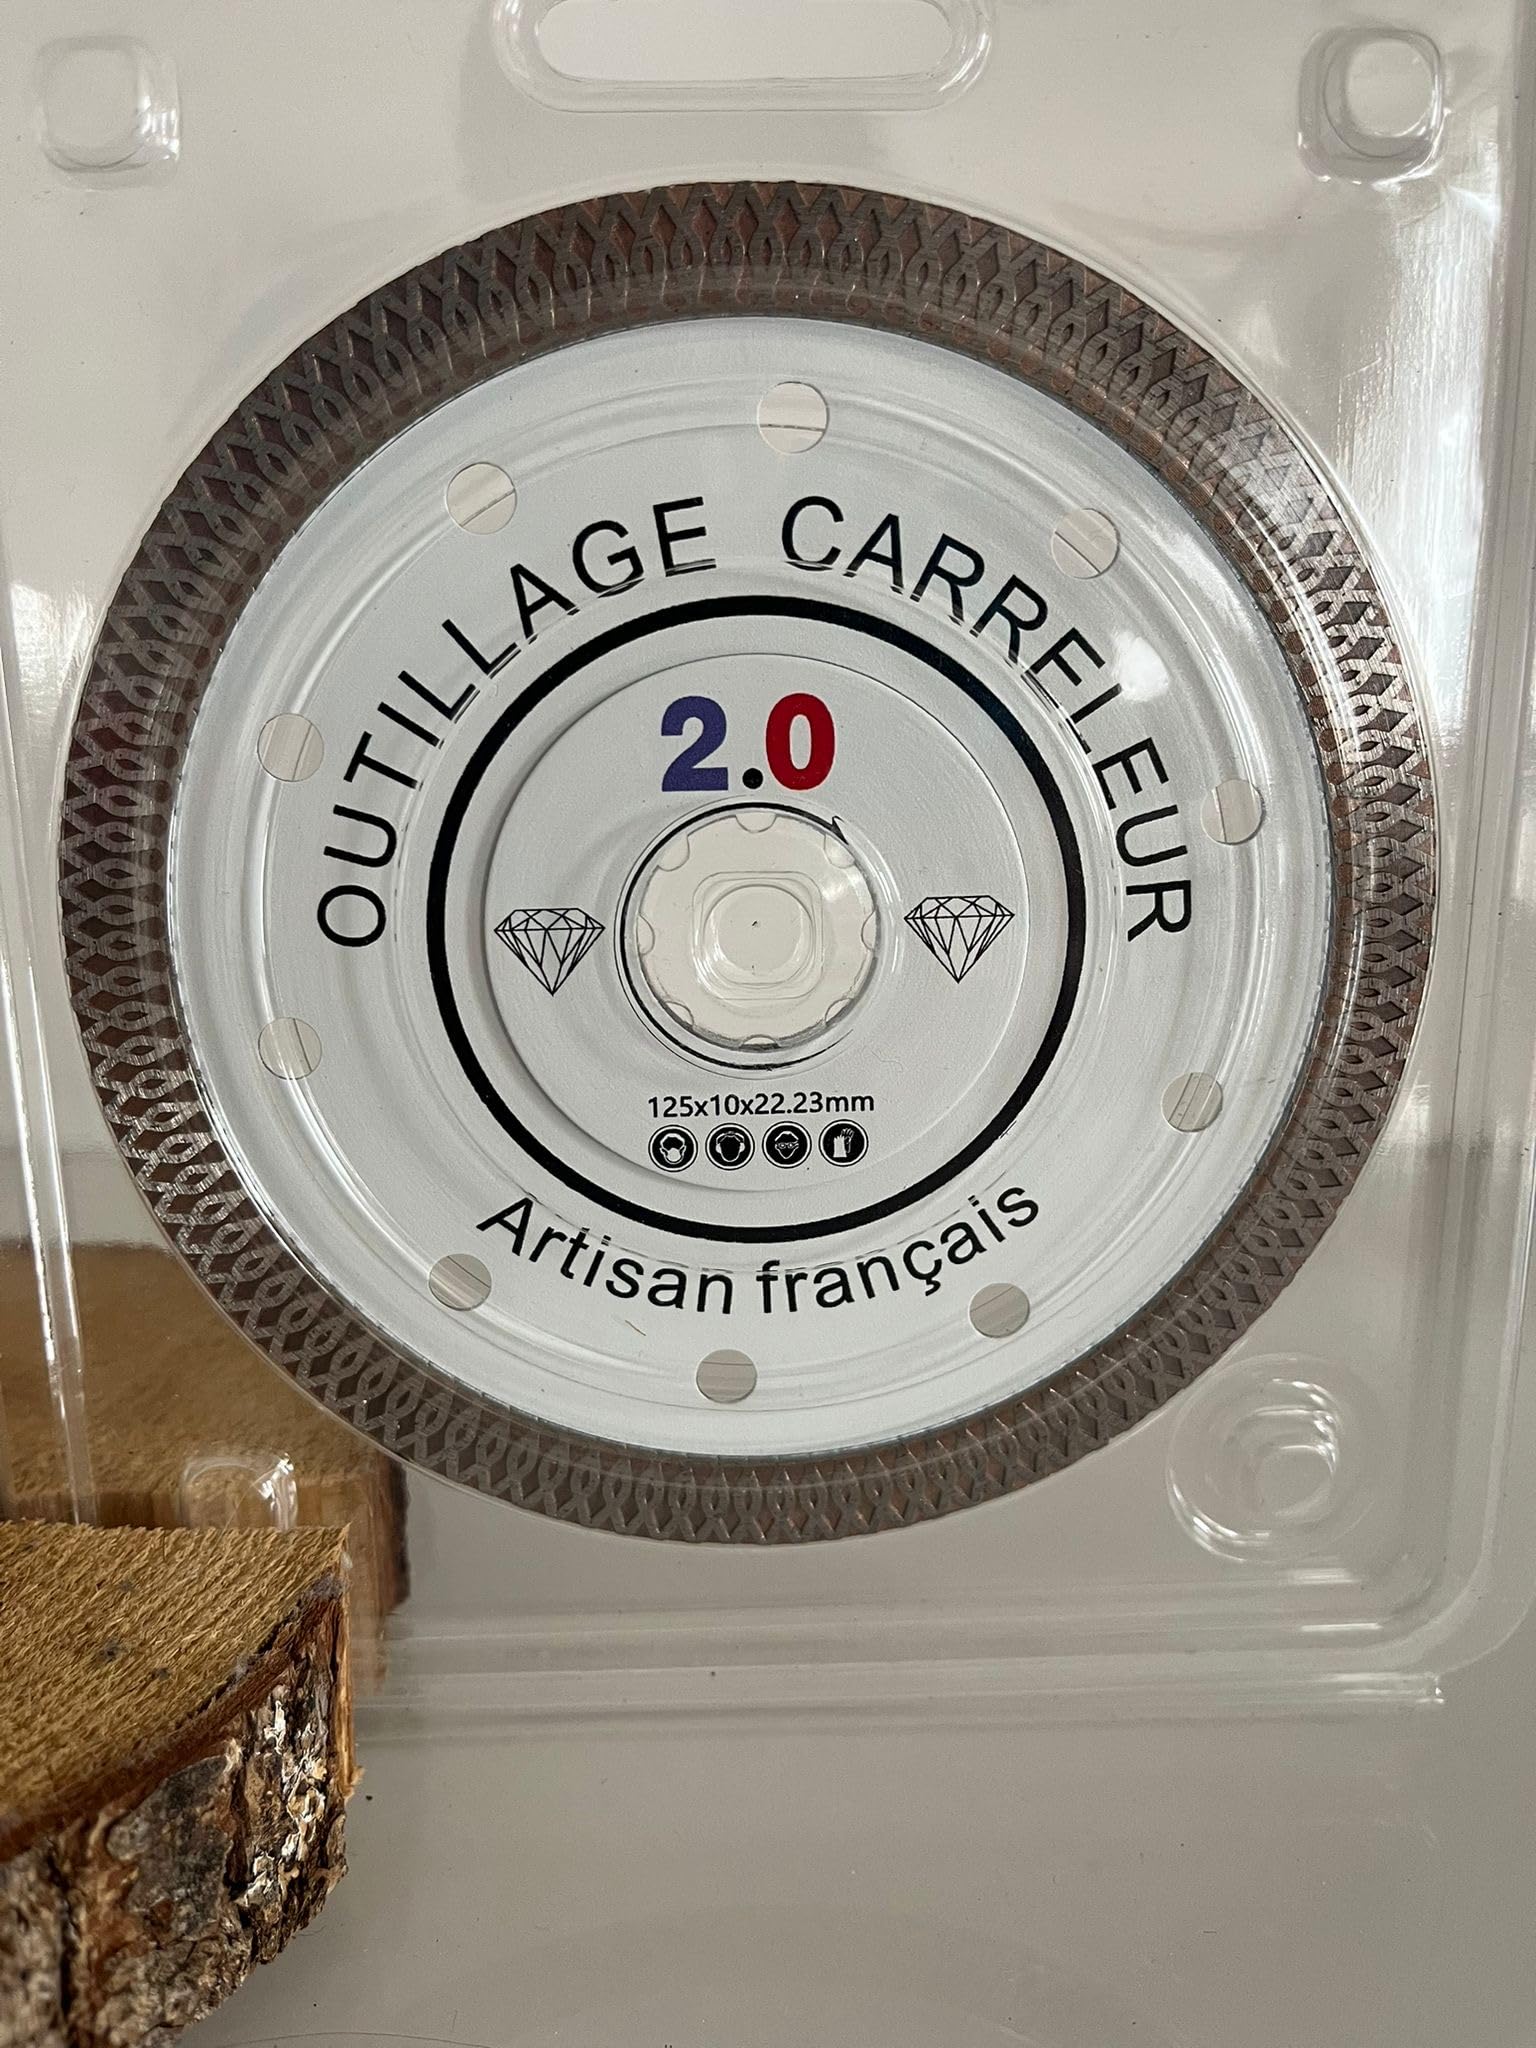 OUTILLAGE CARRELEUR
2.0
125x10x22.23mm
Artisan français